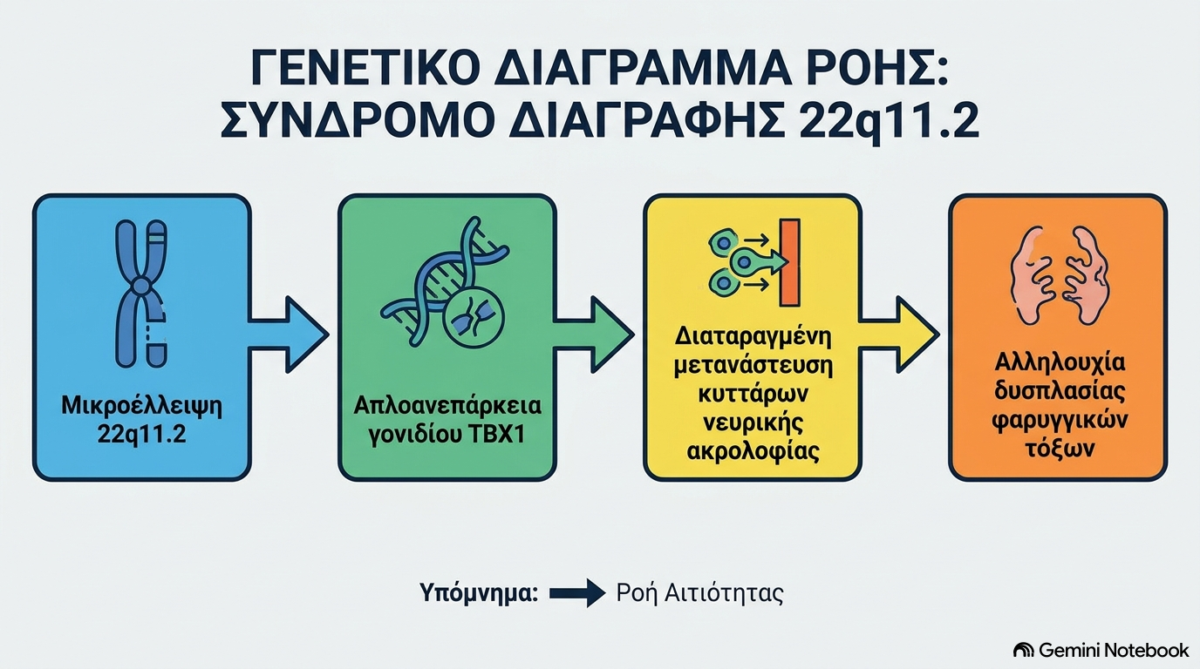 ΓΕΝΕΤΙΚΟ ΔΙΑΓΡΑΜΜΑ ΡΟΗΣ:
ΣΥΝΔΡΟΜΟ ΔΙΑΓΡΑΦΗΣ 22q11.2
Μικροέλλειψη
22q11.2
Απλοανεπάρκεια
γονιδίου TBX1
Διαταραγμένη
μετανάστευση
κυττάρων
νευρικής
ακρολοφίας
Αλληλουχία
δυσπλασίας
φαρυγγικών
τόξων
Υπόμνημα: Ροή Αιτιότητας
Gemini Notebook